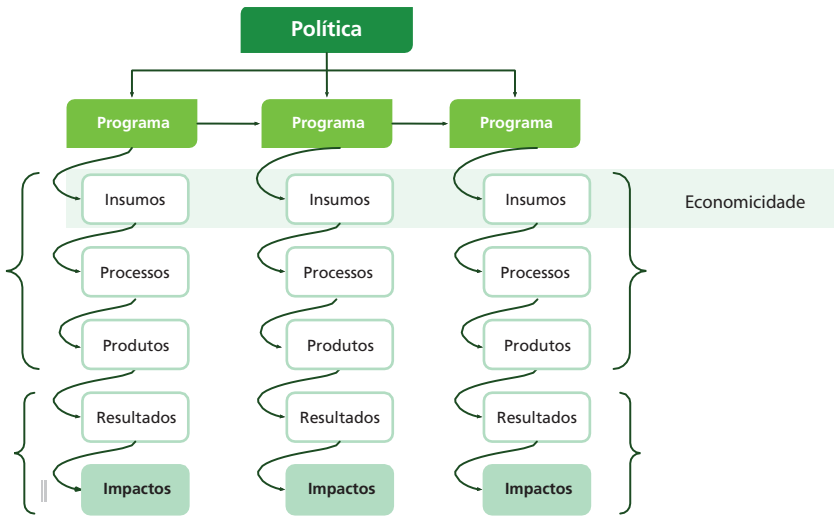 Política
Programa Programa Programa
Insumos Insumos Insumos Economicidade
Processos Processos Processos
Produtos Produtos Produtos
Resultados Resultados Resultados
Impactos Impactos Impactos